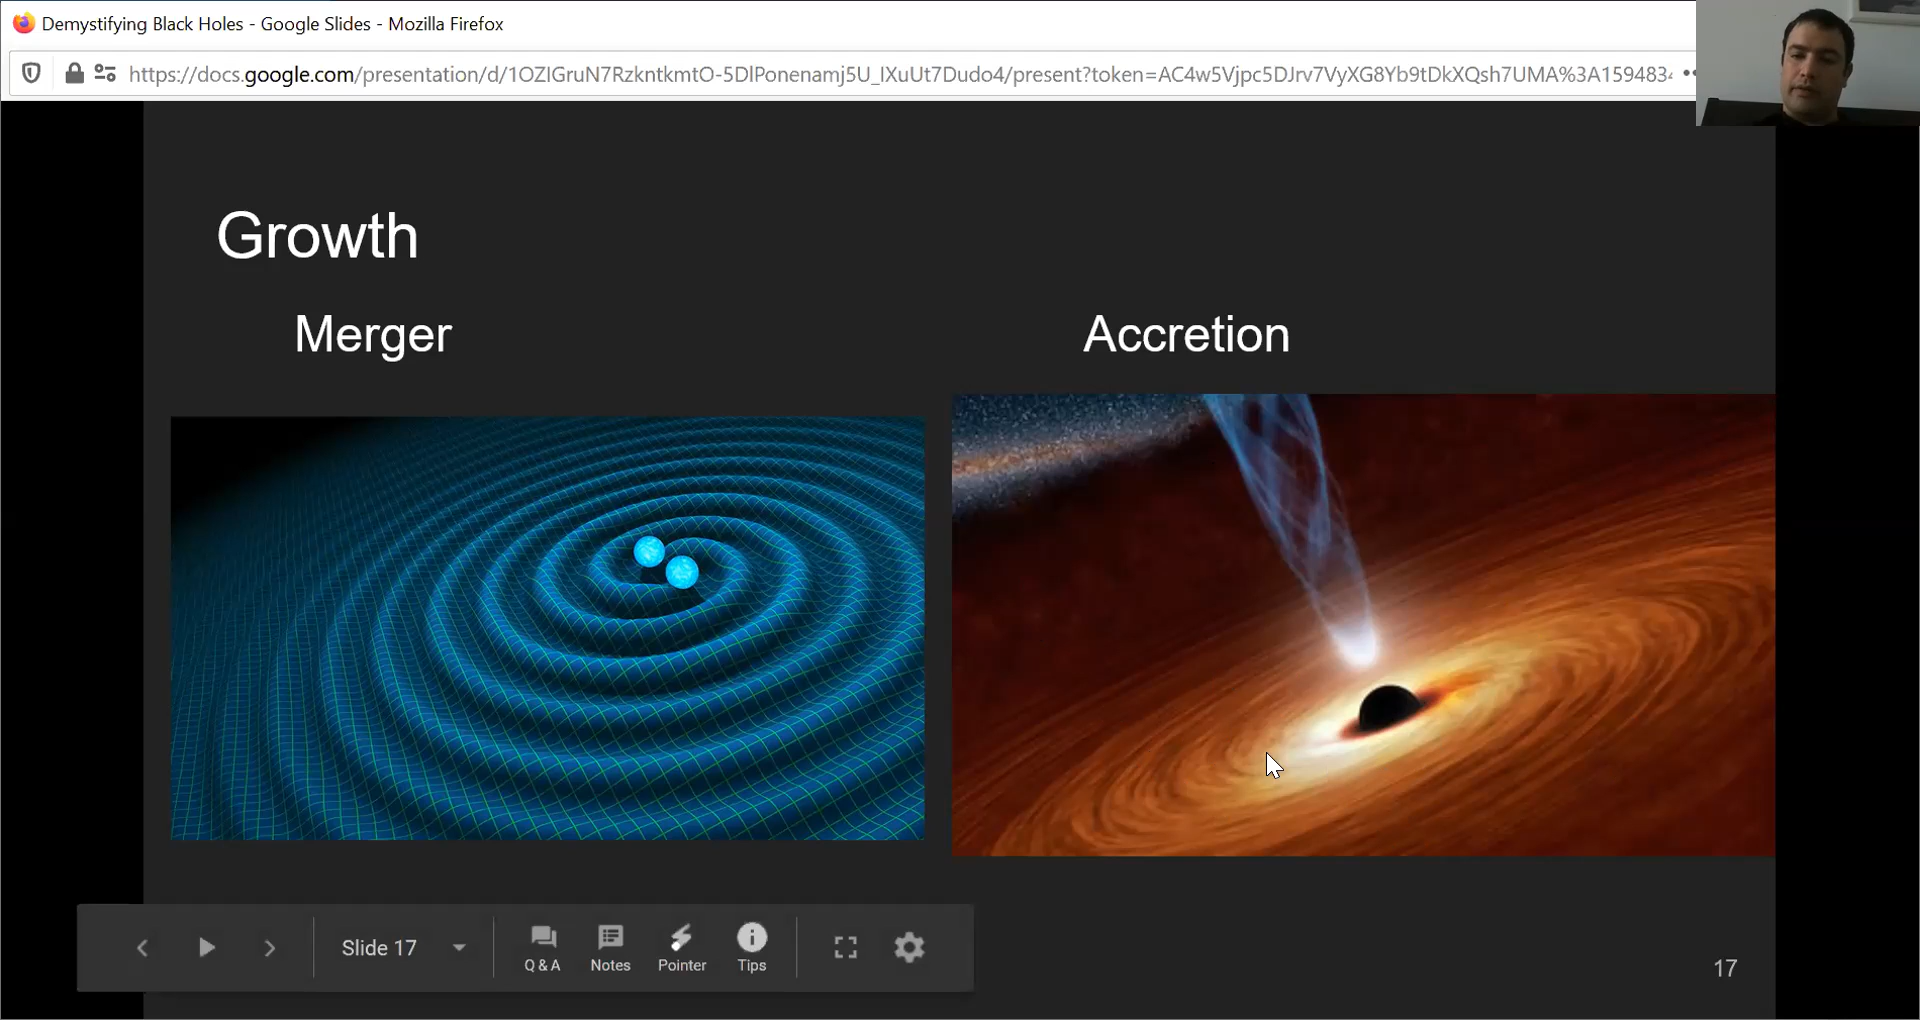 Demystifying Black Holes - Google Slides - Mozilla Firefox
https://docs.google.com/presentation/d/1OZIGruN7RzkntkmtO-5DlPonenamj5U_IXuUt7Dudo4/present?token=AC4w5Vjpc5DJrv7VyXG8Yb9tDkXQsh7UMA%3A159483
Growth
Merger
Accretion
Slide 17
Q & A
Notes
Pointer
Tips
17